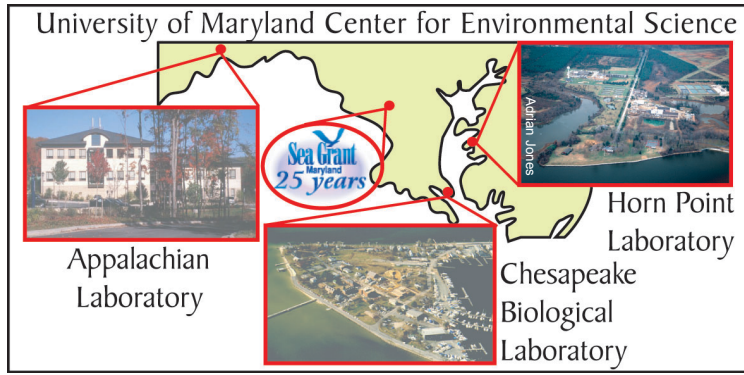 University of Maryland Center for Environmental Science
Adrian Jones
Sea Grant
Maryland
25 years
Horn Point
Laboratory
Appalachian
Laboratory
Chesapeake
Biological
Laboratory